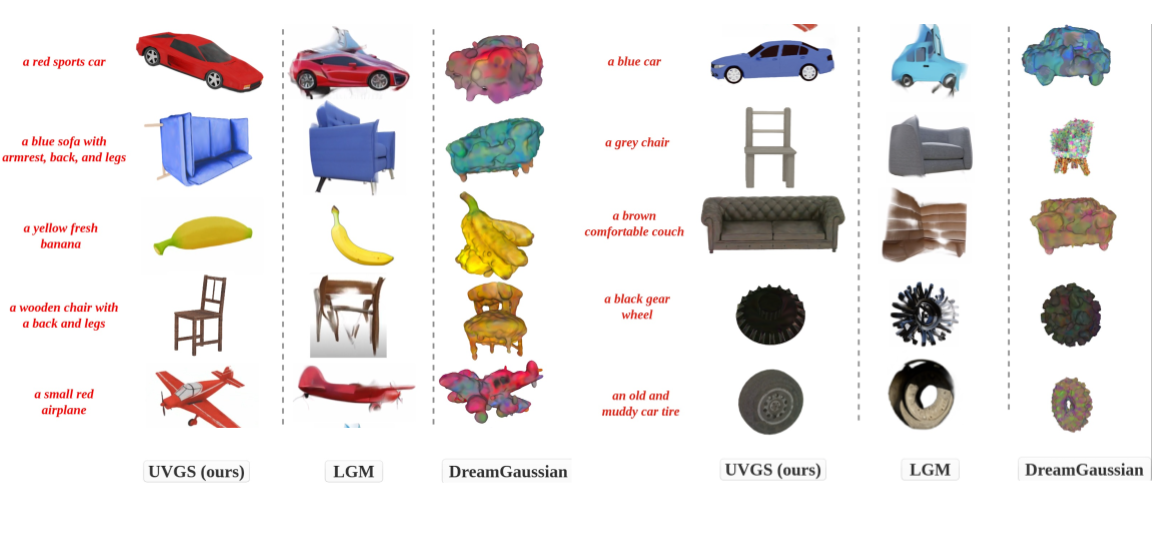 a red sports car
a blue sofa with
armrest, back, and legs
a yellow fresh
banana
a wooden chair with
a back and legs
a small red
airplane
UVGS (ours)
LGM
DreamGaussian
a blue car
a grey chair
a brown
comfortable couch
a black gear
wheel
an old and
muddy car tire
UVGS (ours)
LGM
DreamGaussian